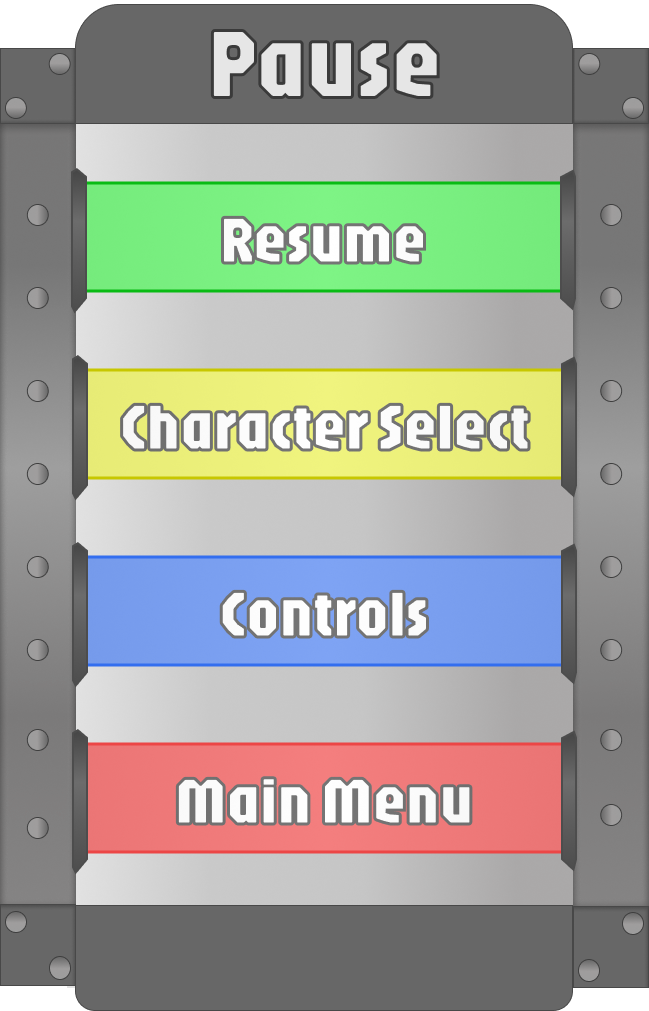 Pause
Resume
Character Select
Controls
Main Menu